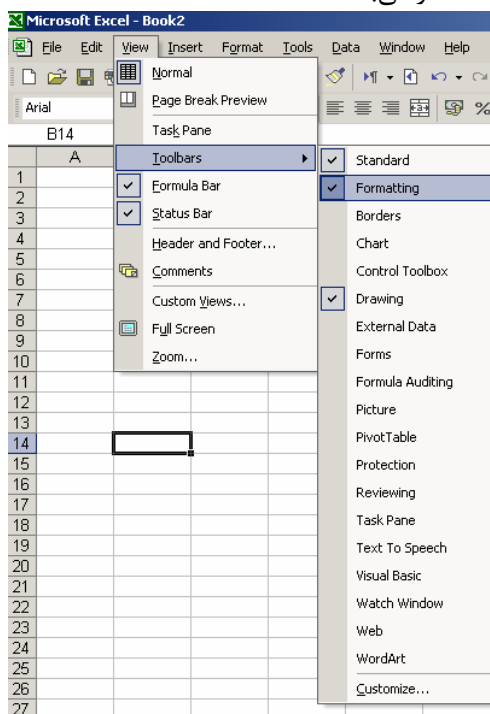 Microsoft Excel - Book2
File Edit View Insert Format Tools Data Window Help
Arial
B14
A
Normal
Page Break Preview
Task Pane
Toolbars
Formula Bar
Status Bar
Header and Footer...
Comments
Custom Views...
Full Screen
Zoom...
Standard
Formatting
Borders
Chart
Control Toolbox
Drawing
External Data
Forms
Formula Auditing
Picture
PivotTable
Protection
Reviewing
Task Pane
Text To Speech
Visual Basic
Watch Window
Web
WordArt
Customize...
1
2
3
4
5
6
7
8
9
10
11
12
13
14
15
16
17
18
19
20
21
22
23
24
25
26
27
%